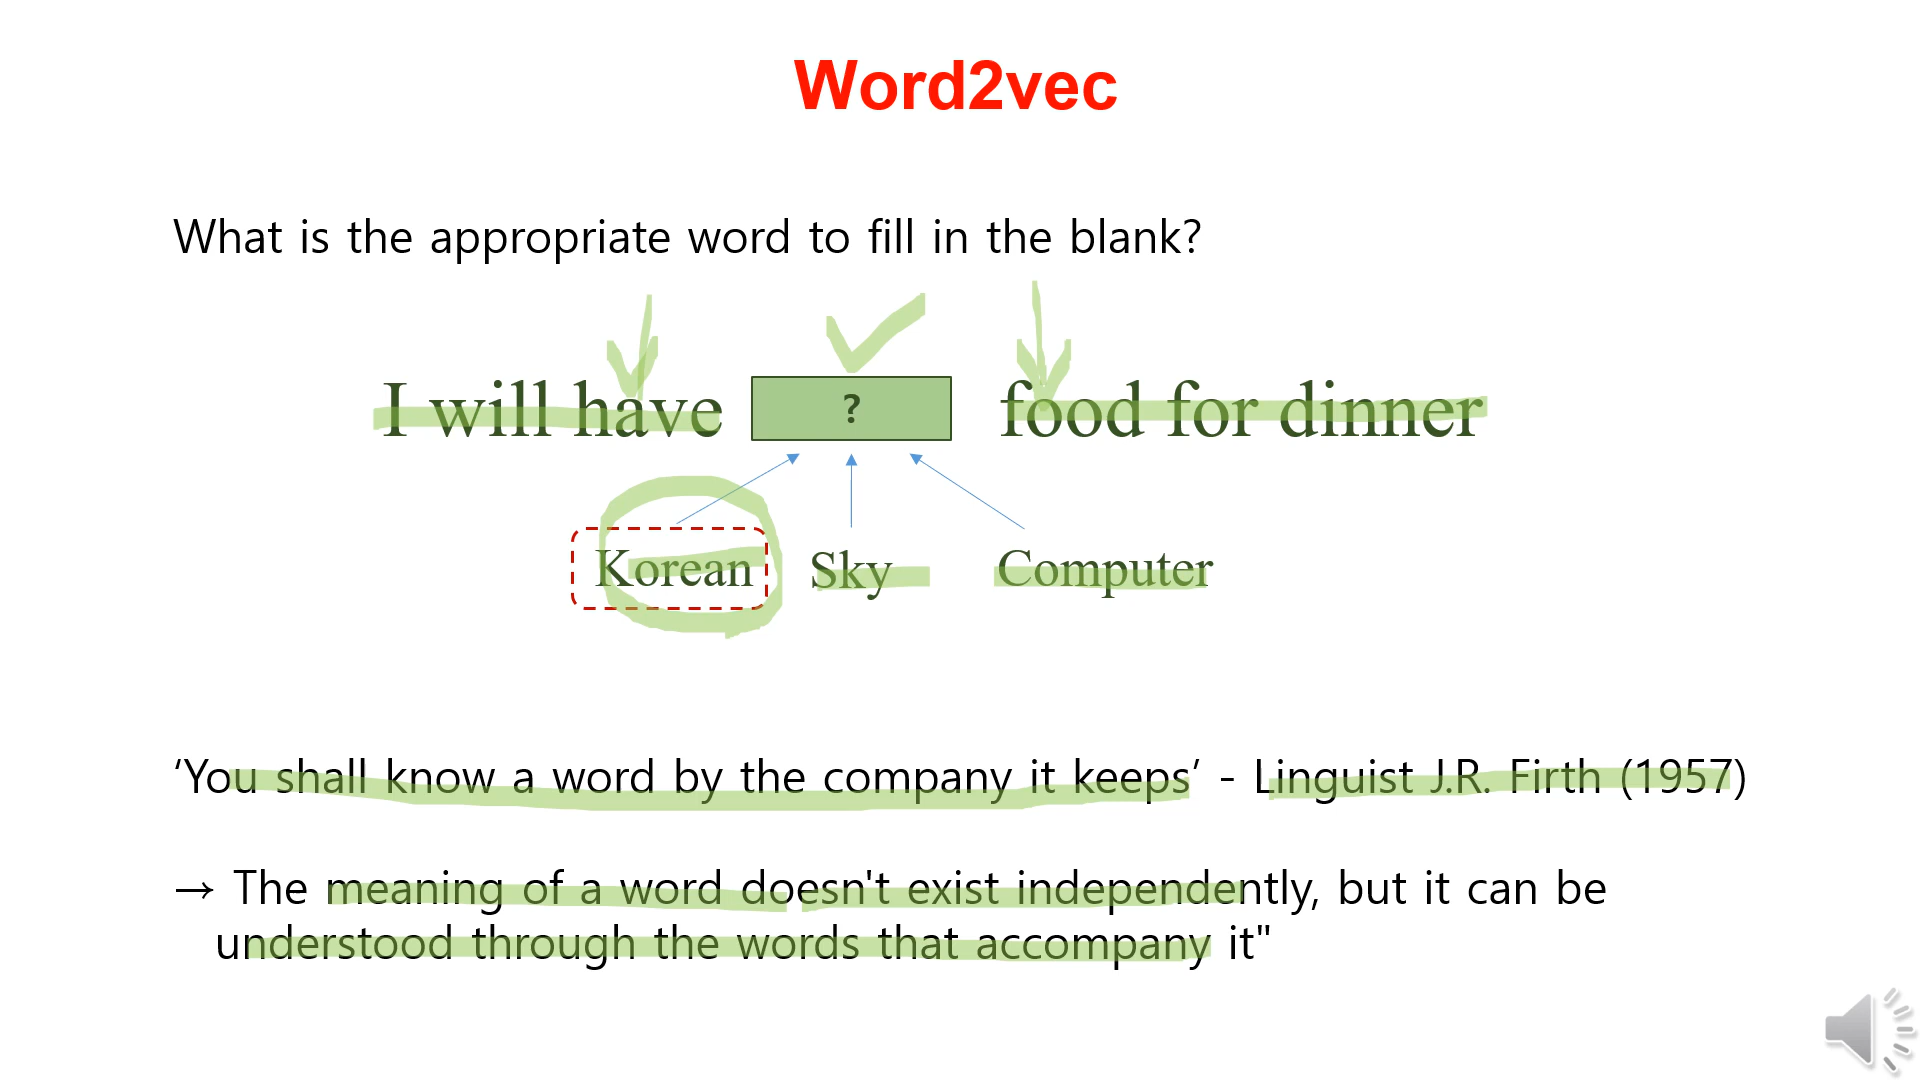 Word2vec
What is the appropriate word to fill in the blank?
I will have ? food for dinner
Korean Sky Computer
‘You shall know a word by the company it keeps’ - Linguist J.R. Firth (1957)
→ The meaning of a word doesn't exist independently, but it can be
understood through the words that accompany it"